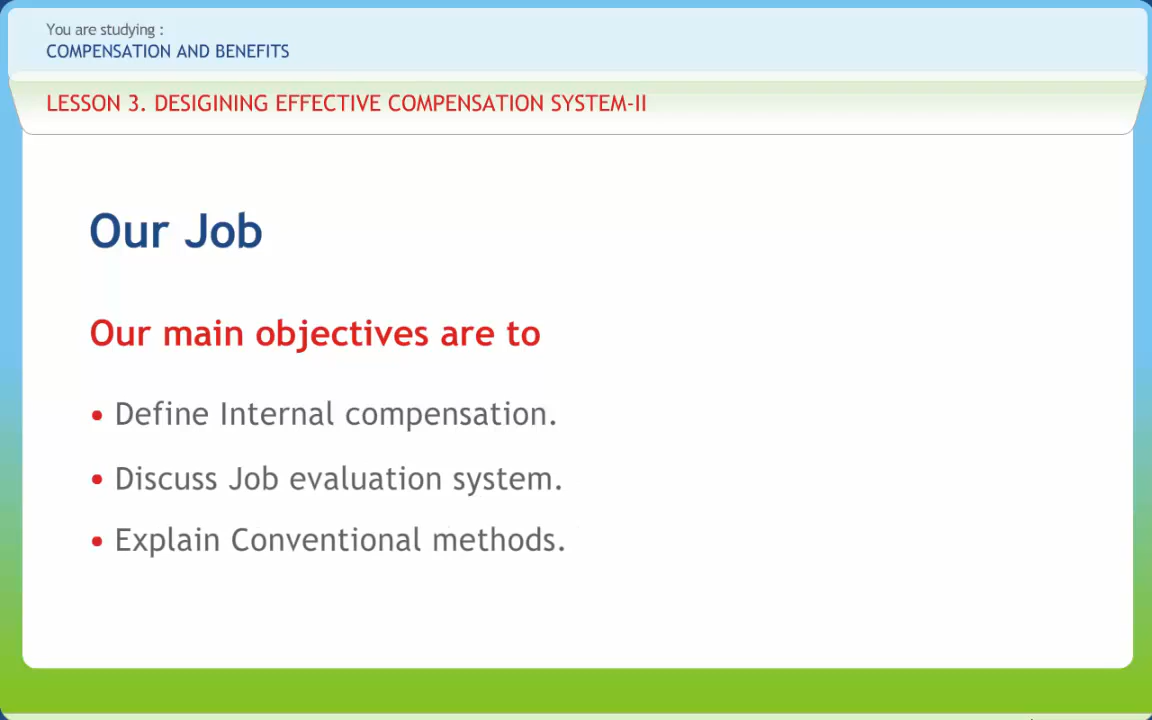 You are studying :
COMPENSATION AND BENEFITS
LESSON 3. DESIGINING EFFECTIVE COMPENSATION SYSTEM-II
Our Job
Our main objectives are to
• Define Internal compensation.
• Discuss Job evaluation system.
• Explain Conventional methods.